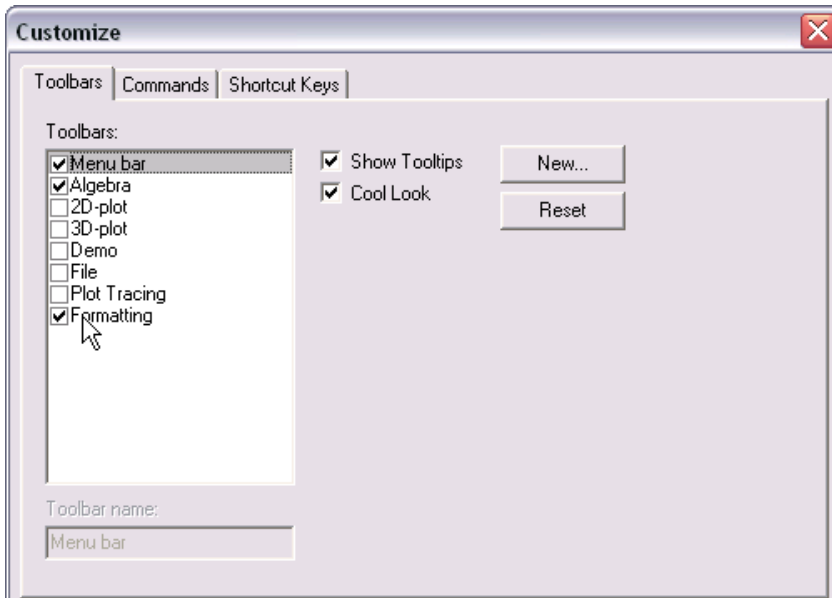 Customize
Toolbars Commands Shortcut Keys
Toolbars:
Menu bar
Algebra
2D-plot
3D-plot
Demo
File
Plot Tracing
Formatting
Show Tooltips
Cool Look
New...
Reset
Toolbar name:
Menu bar